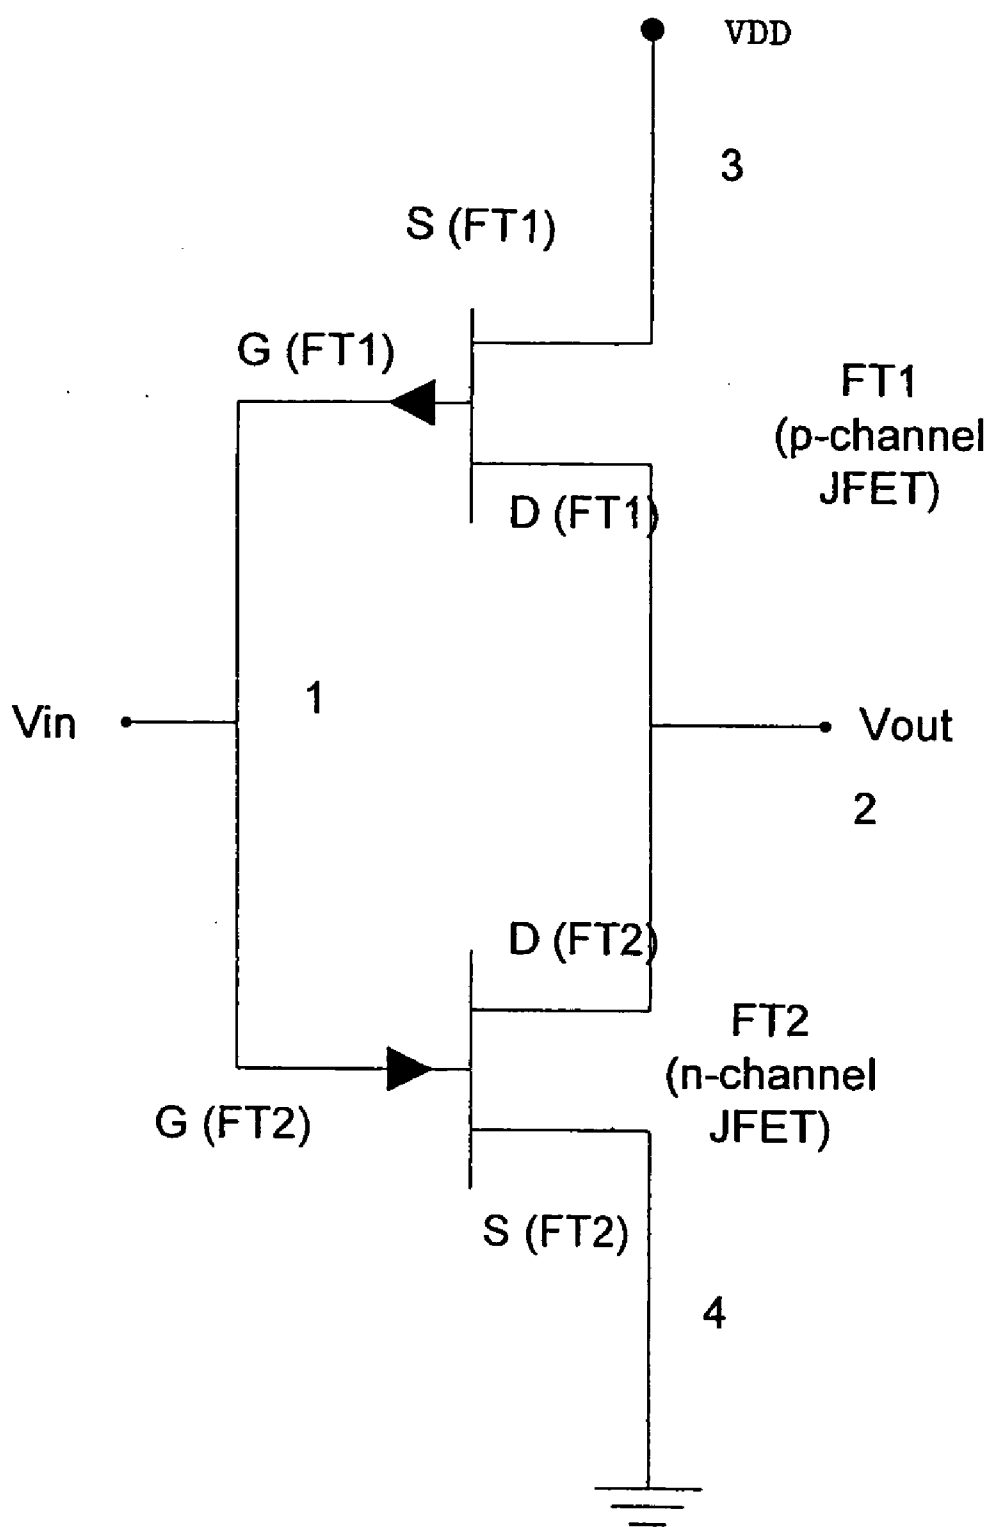 VDD
3
S (FT1)
G (FT1)
FT1
(p-channel
JFET)
D (FT1)
1
Vin
Vout
2
D (FT2)
FT2
(n-channel
JFET)
G (FT2)
S (FT2)
4